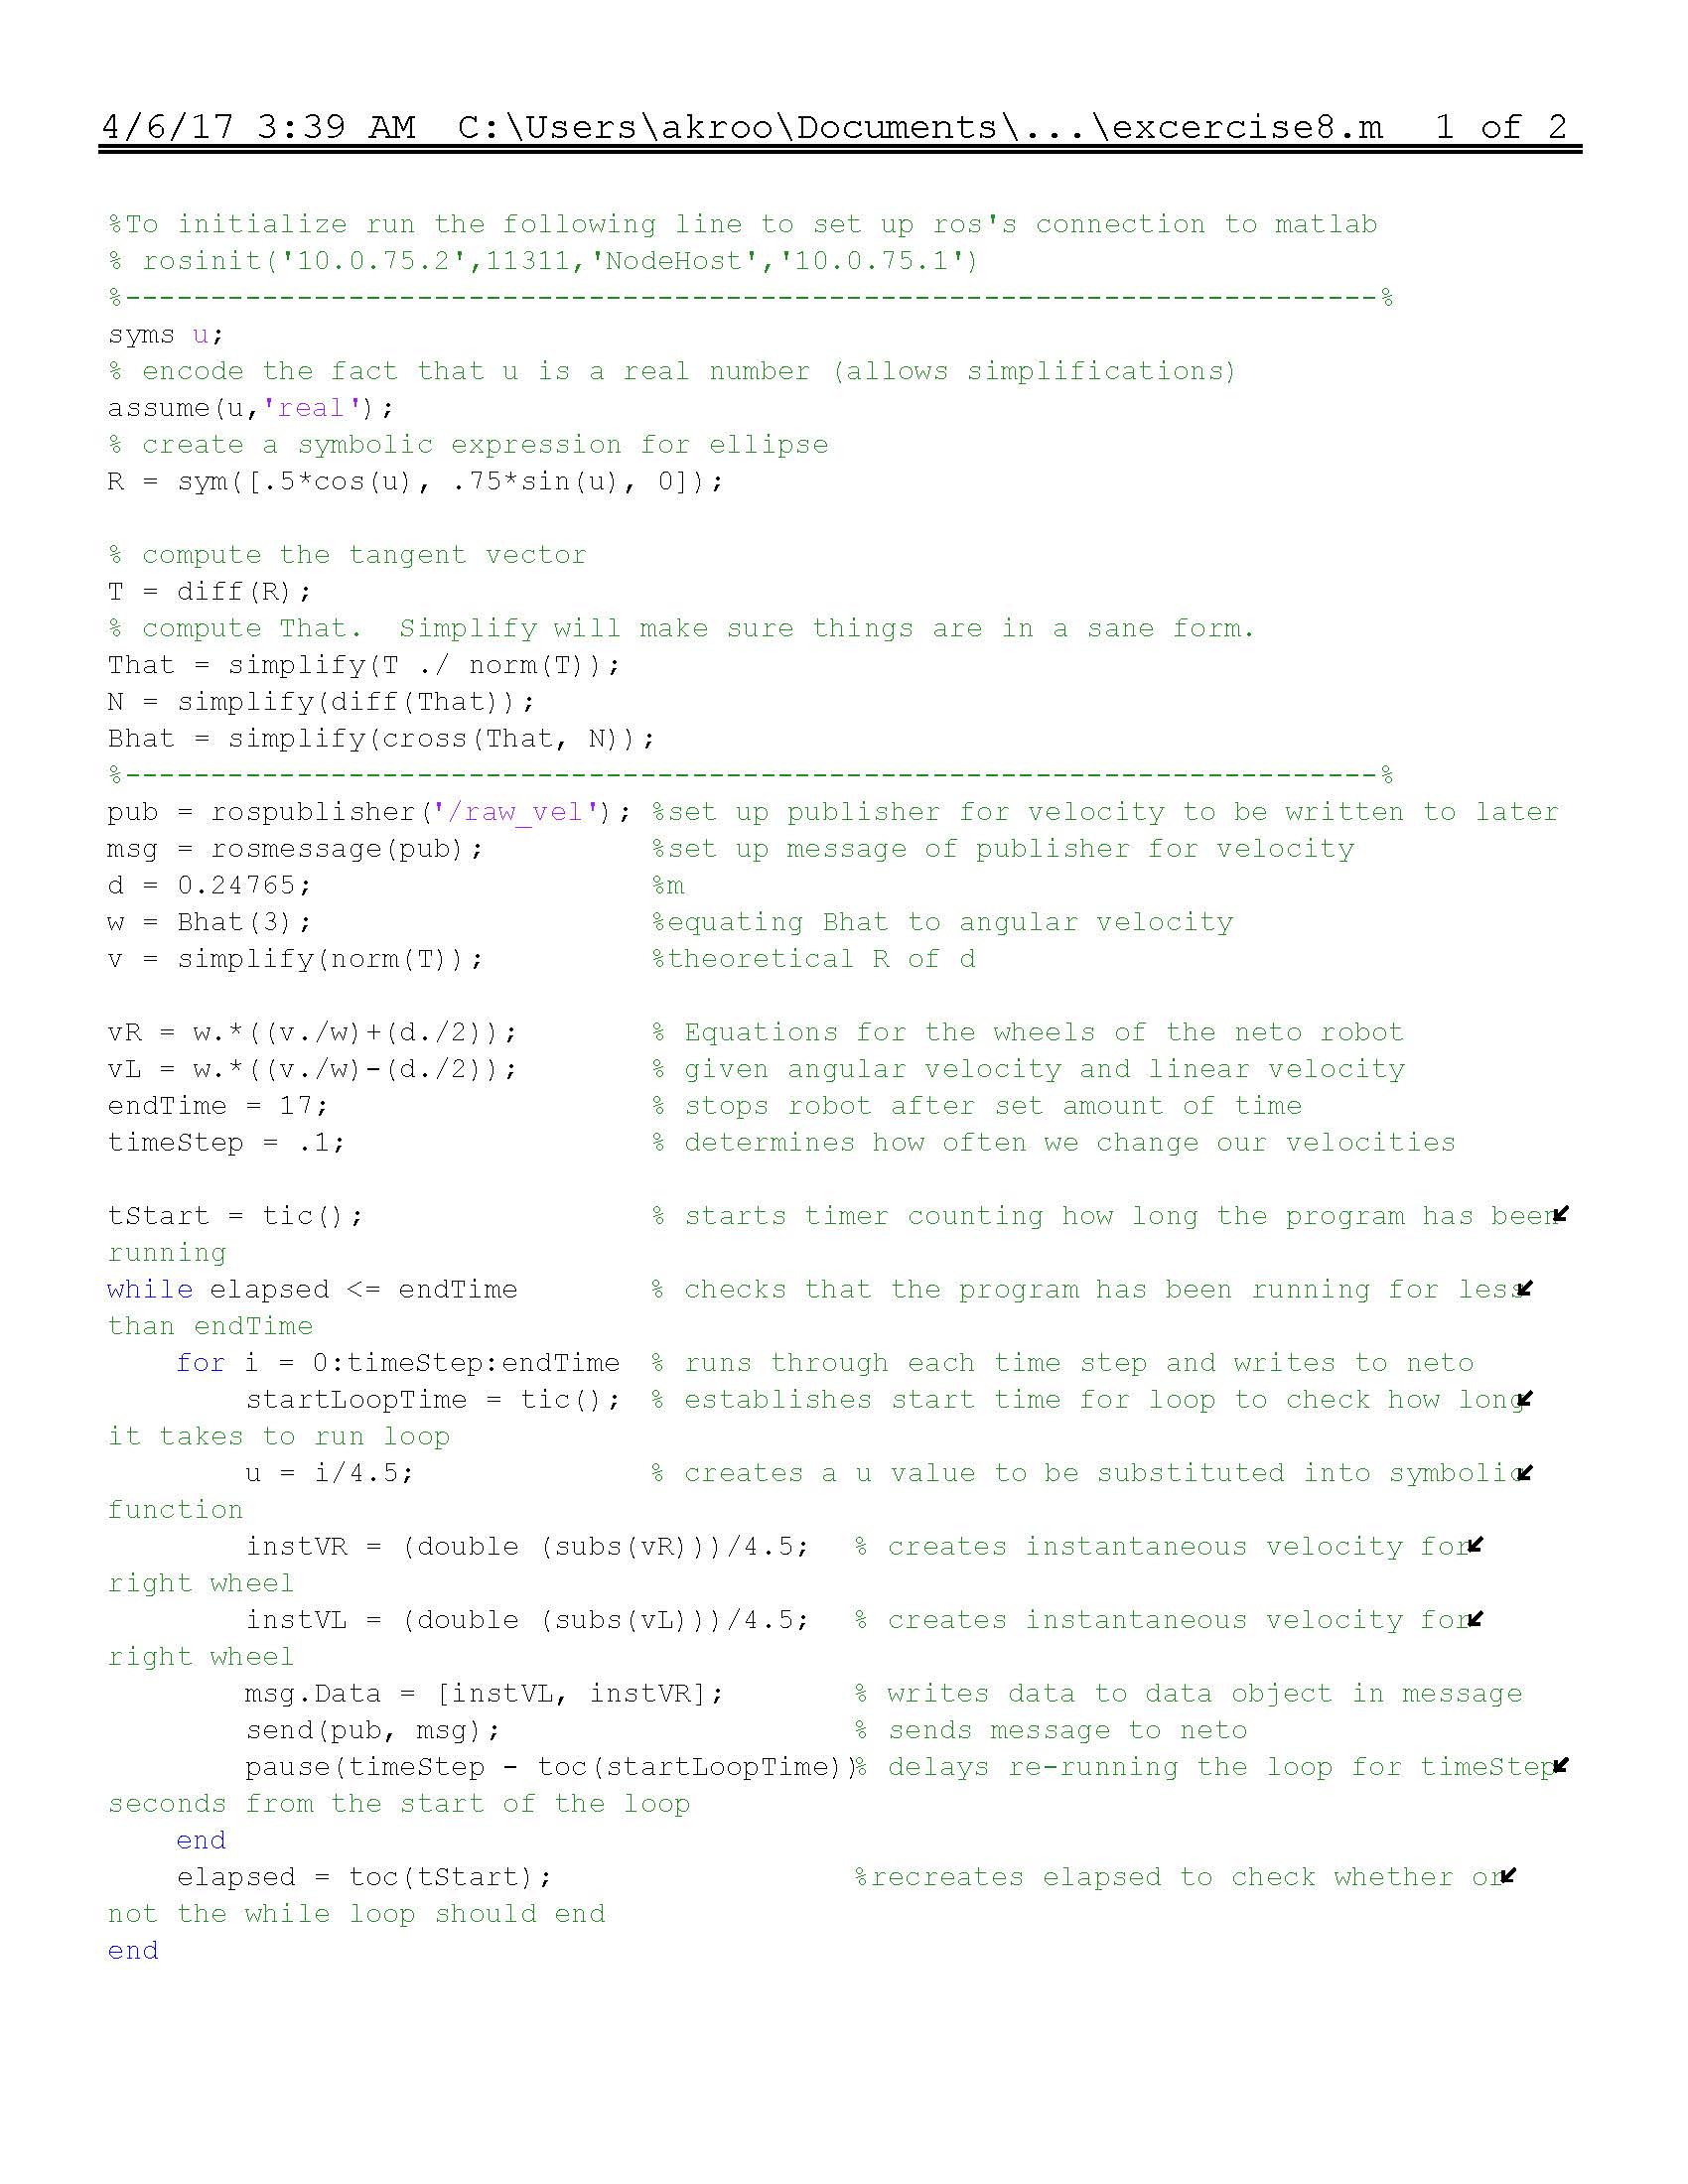 4/6/17 3:39 AM  C:\Users\akroo\Documents\...\excercise8.m  1 of 2
%To initialize run the following line to set up ros's connection to matlab
% rosinit('10.0.75.2',11311,'NodeHost','10.0.75.1')
%-------------------------------------------------------------------------%
syms u;
% encode the fact that u is a real number (allows simplifications)
assume(u,'real');
% create a symbolic expression for ellipse
R = sym([.5*cos(u), .75*sin(u), 0]);

% compute the tangent vector
T = diff(R);
% compute That.  Simplify will make sure things are in a sane form.
That = simplify(T ./ norm(T));
N = simplify(diff(That));
Bhat = simplify(cross(That, N));
%-------------------------------------------------------------------------%
pub = rospublisher('/raw_vel'); %set up publisher for velocity to be written to later
msg = rosmessage(pub);          %set up message of publisher for velocity
d = 0.24765;                    %m
w = Bhat(3);                    %equating Bhat to angular velocity
v = simplify(norm(T));          %theoretical R of d

vR = w.*((v./w)+(d./2));        % Equations for the wheels of the neto robot
vL = w.*((v./w)-(d./2));        % given angular velocity and linear velocity
endTime = 17;                   % stops robot after set amount of time
timeStep = .1;                  % determines how often we change our velocities

tStart = tic();                 % starts timer counting how long the program has been
running
while elapsed <= endTime        % checks that the program has been running for less
than endTime
    for i = 0:timeStep:endTime  % runs through each time step and writes to neto
        startLoopTime = tic();  % establishes start time for loop to check how long
it takes to run loop
        u = i/4.5;              % creates a u value to be substituted into symbolic
function
        instVR = (double (subs(vR)))/4.5;   % creates instantaneous velocity for
right wheel
        instVL = (double (subs(vL)))/4.5;   % creates instantaneous velocity for
right wheel
        msg.Data = [instVL, instVR];        % writes data to data object in message
        send(pub, msg);                     % sends message to neto
        pause(timeStep - toc(startLoopTime))% delays re-running the loop for timeStep
seconds from the start of the loop
    end
    elapsed = toc(tStart);                  %recreates elapsed to check whether or
not the while loop should end
end